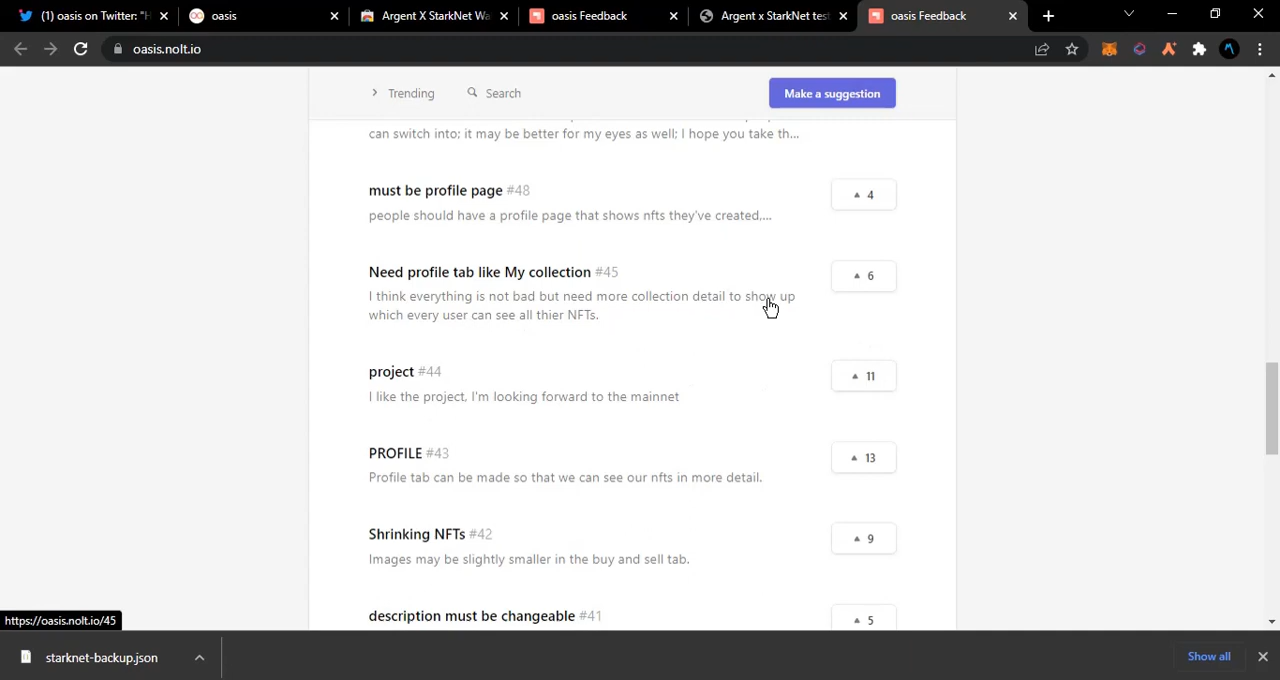 (1) oasis on Twitter: "H
oasis
Argent X StarkNet Wa
oasis Feedback
Argent x StarkNet test
oasis Feedback
oasis.nolt.io
Trending
Search
Make a suggestion
can switch into; it may be better for my eyes as well; I hope you take th...
must be profile page #48
4
people should have a profile page that shows nfts they've created,...
Need profile tab like My collection #45
6
I think everything is not bad but need more collection detail to show up
which every user can see all thier NFTs.
project #44
11
I like the project, I'm looking forward to the mainnet
PROFILE #43
13
Profile tab can be made so that we can see our nfts in more detail.
Shrinking NFTs #42
9
Images may be slightly smaller in the buy and sell tab.
description must be changeable #41
5
https://oasis.nolt.io/45
starknet-backup.json
Show all